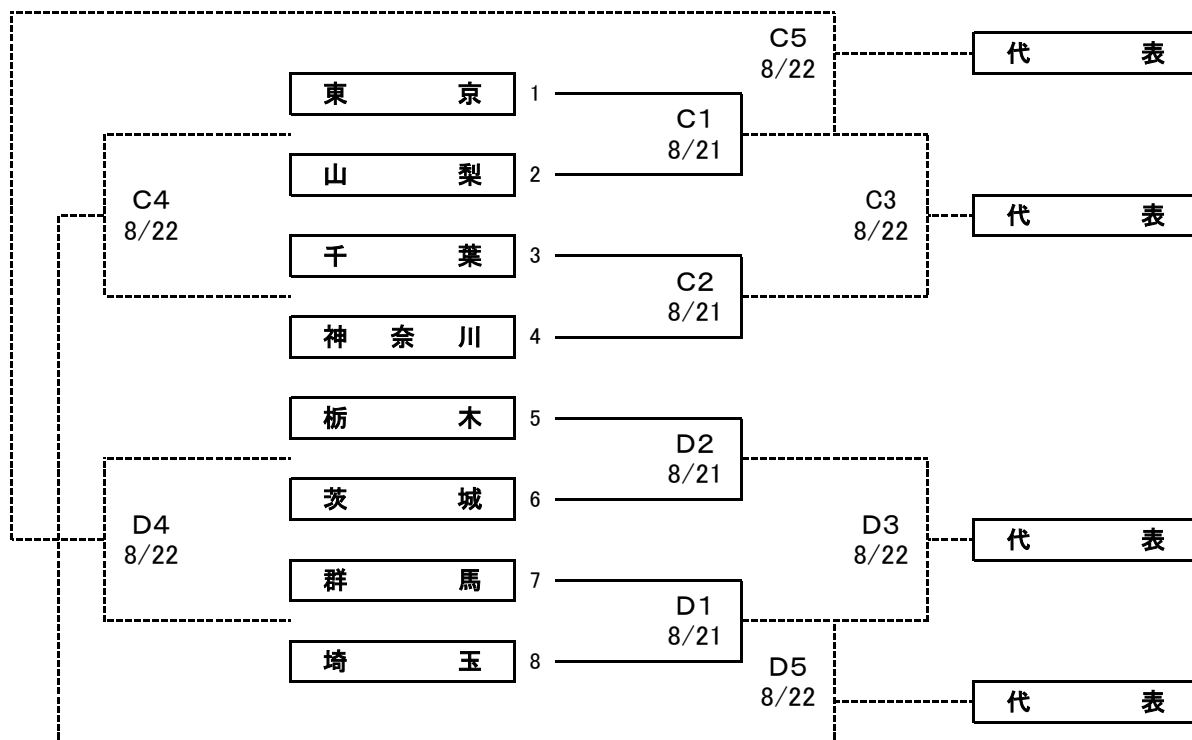 C5
8/22
代表
東京 1
C1
8/21
山梨 2
C4
8/22
C3
8/22
代表
千葉 3
C2
8/21
神奈川 4
栃木 5
D2
8/21
茨城 6
D4
8/22
D3
8/22
代表
群馬 7
D1
8/21
埼玉 8
D5
8/22
代表